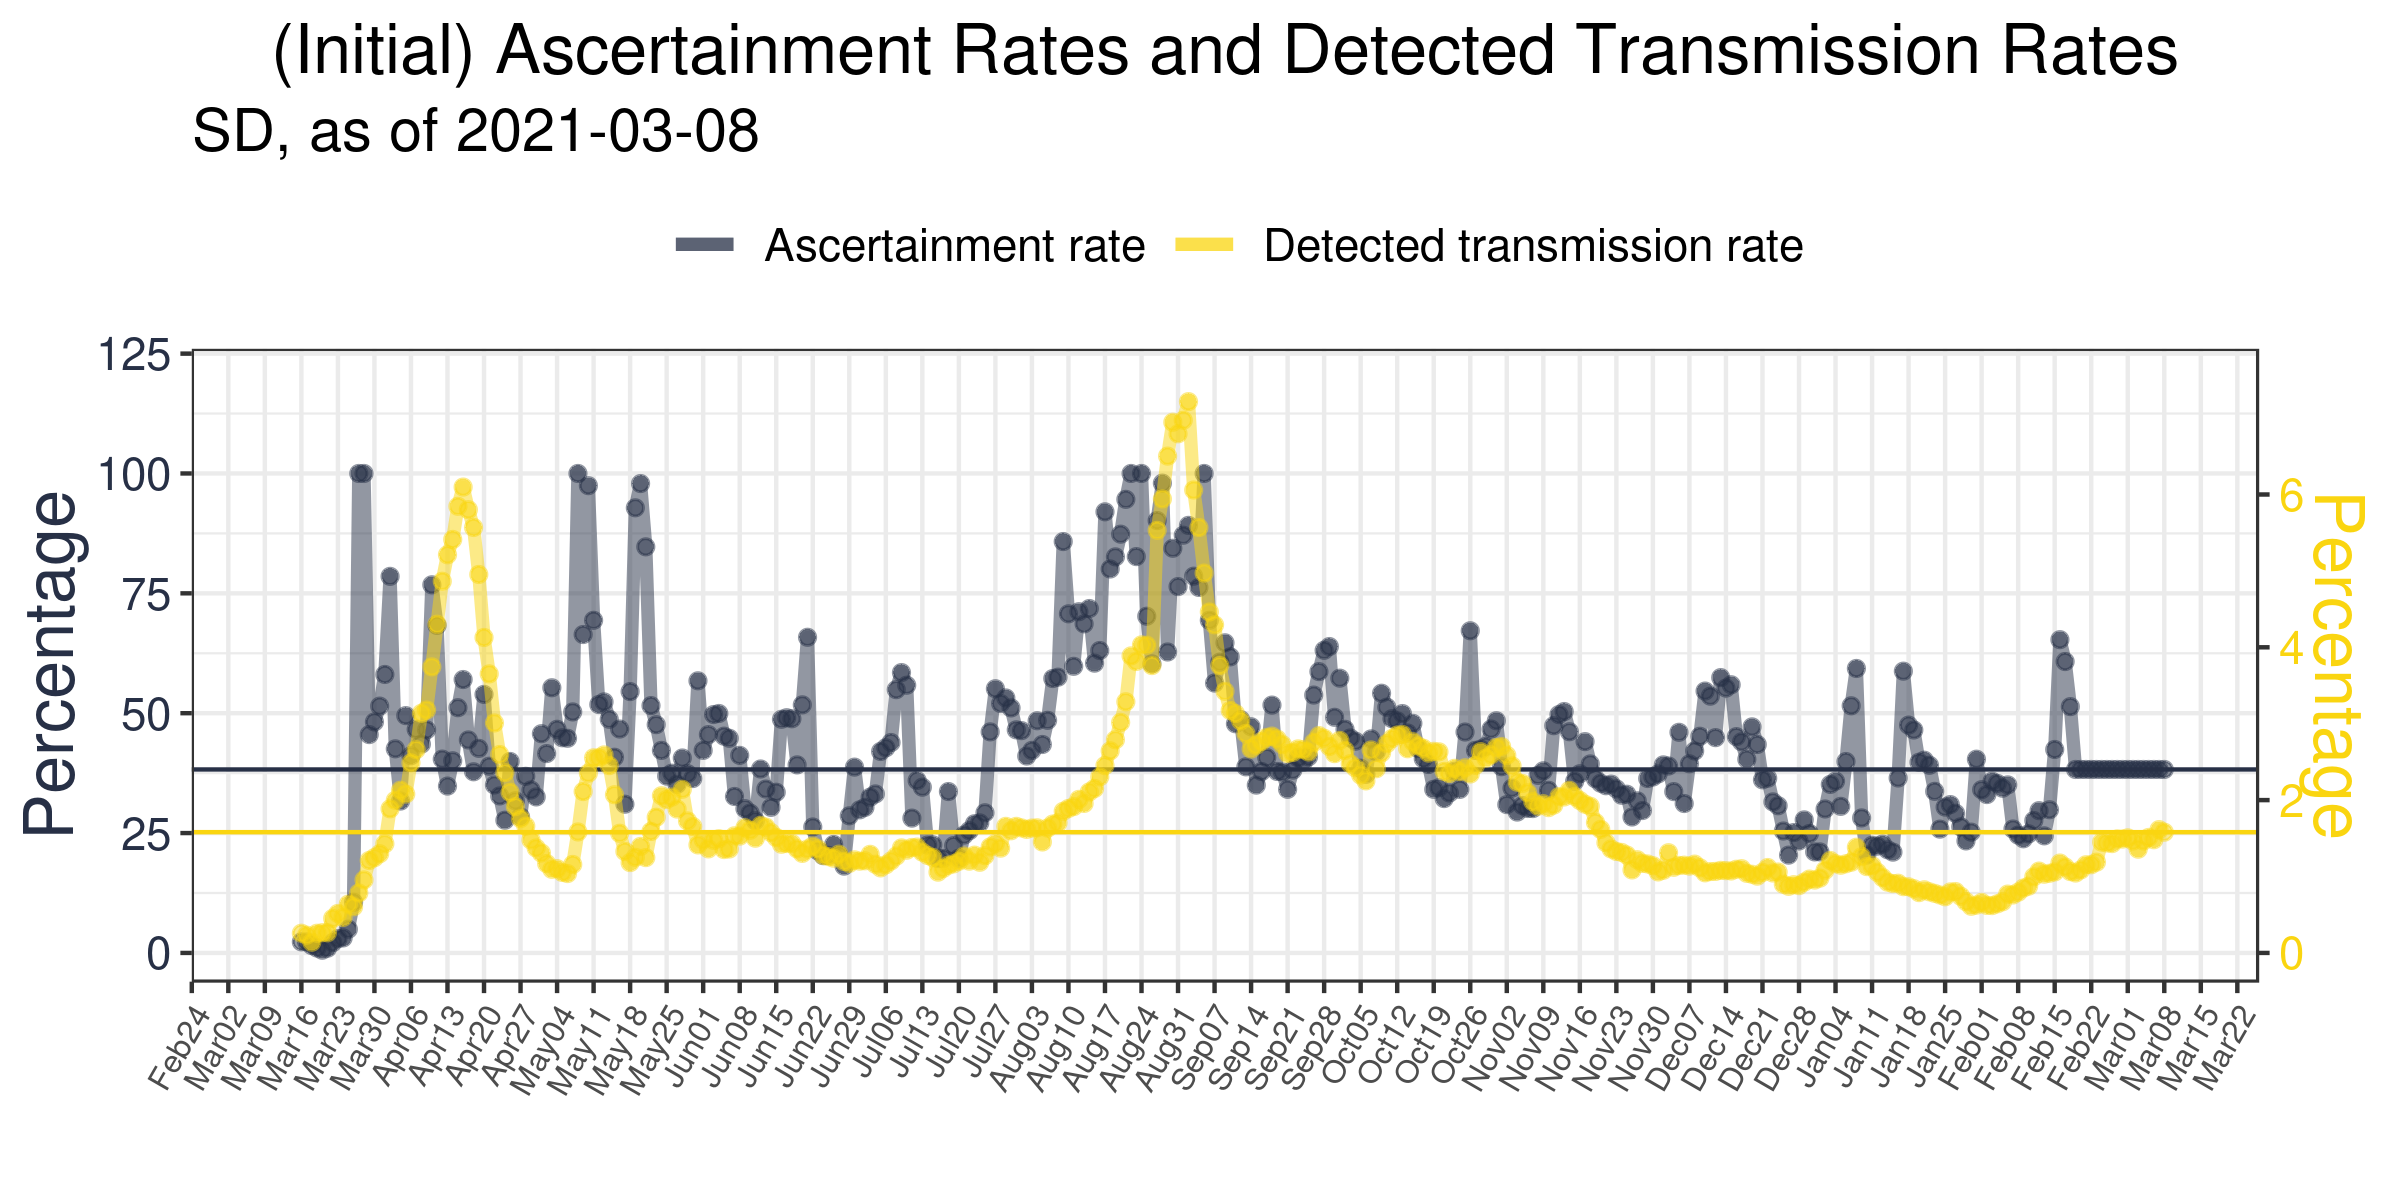 (Initial) Ascertainment Rates and Detected Transmission Rates
SD, as of 2021-03-08
Ascertainment rate
Detected transmission rate
Percentage
125
100
75
50
25
0
6
4
2
0
Percentage
Feb24
Mar02
Mar09
Mar16
Mar23
Mar30
Apr06
Apr13
Apr20
Apr27
May04
May11
May18
May25
Jun01
Jun08
Jun15
Jun22
Jun29
Jul06
Jul13
Jul20
Jul27
Aug03
Aug10
Aug17
Aug24
Aug31
Sep07
Sep14
Sep21
Sep28
Oct05
Oct12
Oct19
Oct26
Nov02
Nov09
Nov16
Nov23
Nov30
Dec07
Dec14
Dec21
Dec28
Jan04
Jan11
Jan18
Jan25
Feb01
Feb08
Feb15
Feb22
Mar01
Mar08
Mar15
Mar22